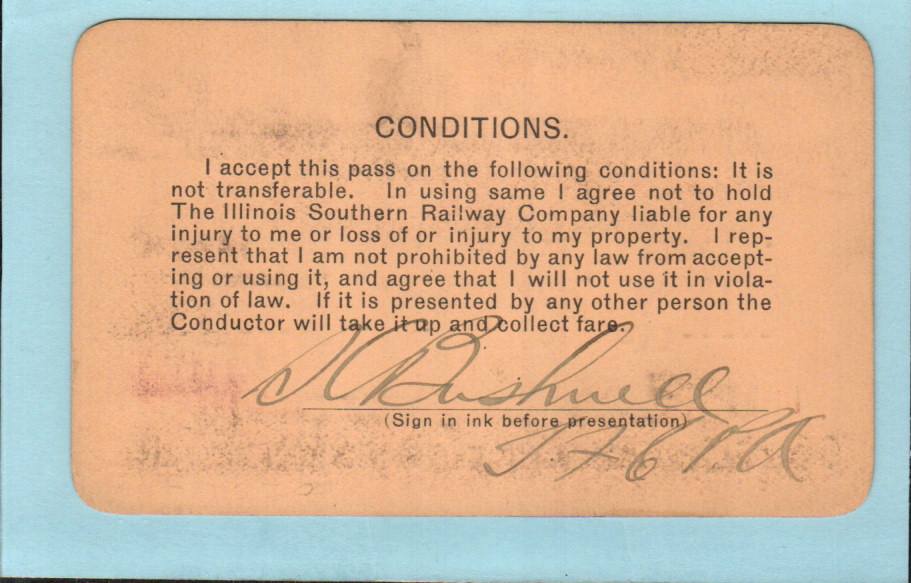 CONDITIONS.
I accept this pass on the following conditions: It is
not transferable. In using same I agree not to hold
The Illinois Southern Railway Company liable for any
injury to me or loss of or injury to my property. I rep-
resent that I am not prohibited by any law from accept-
ing or using it, and agree that I will not use it in viola-
tion of law. If it is presented by any other person the
Conductor will take it up and collect fare.
Bushnell
(Sign in ink before presentation)